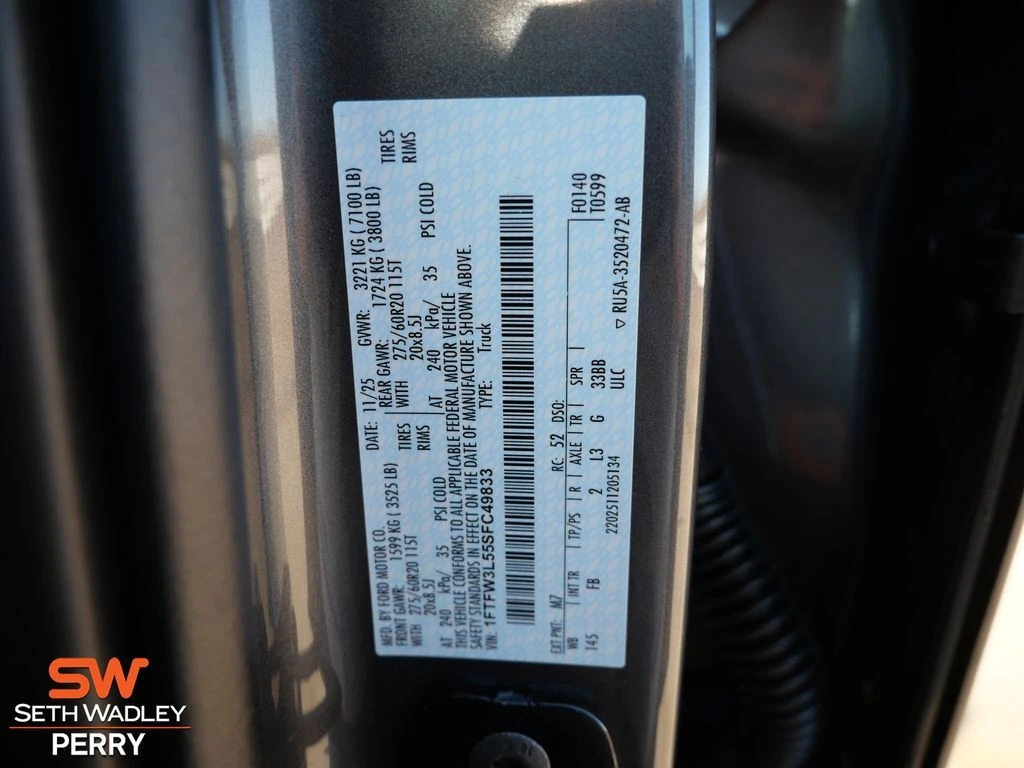 MFD. BY FORD MOTOR CO.
DATE: 11/25
GVWR: 3221 KG ( 7100 LB)
FRONT GAWR: 1599 KG ( 3525 LB)
REAR GAWR: 1724 KG ( 3800 LB)
WITH 275/60R20 115T TIRES
WITH 275/60R20 115T TIRES
20x8.5J RIMS
20x8.5J RIMS
AT 240 kPa/ 35 PSI COLD
AT 240 kPa/ 35 PSI COLD
THIS VEHICLE CONFORMS TO ALL APPLICABLE FEDERAL MOTOR VEHICLE
SAFETY STANDARDS IN EFFECT ON THE DATE OF MANUFACTURE SHOWN ABOVE.
VIN: 1FTFW3L55SFC49833
TYPE: Truck
EXT PNT: M7 RC: 52 DSO: F0140
WB INT TR TP/PS R AXLE TR SPR T0599
145 FB 2 L3 G 33BB
2202511205134 ULC ▽ RU5A-3520472-AB
SW
SETH WADLEY
PERRY